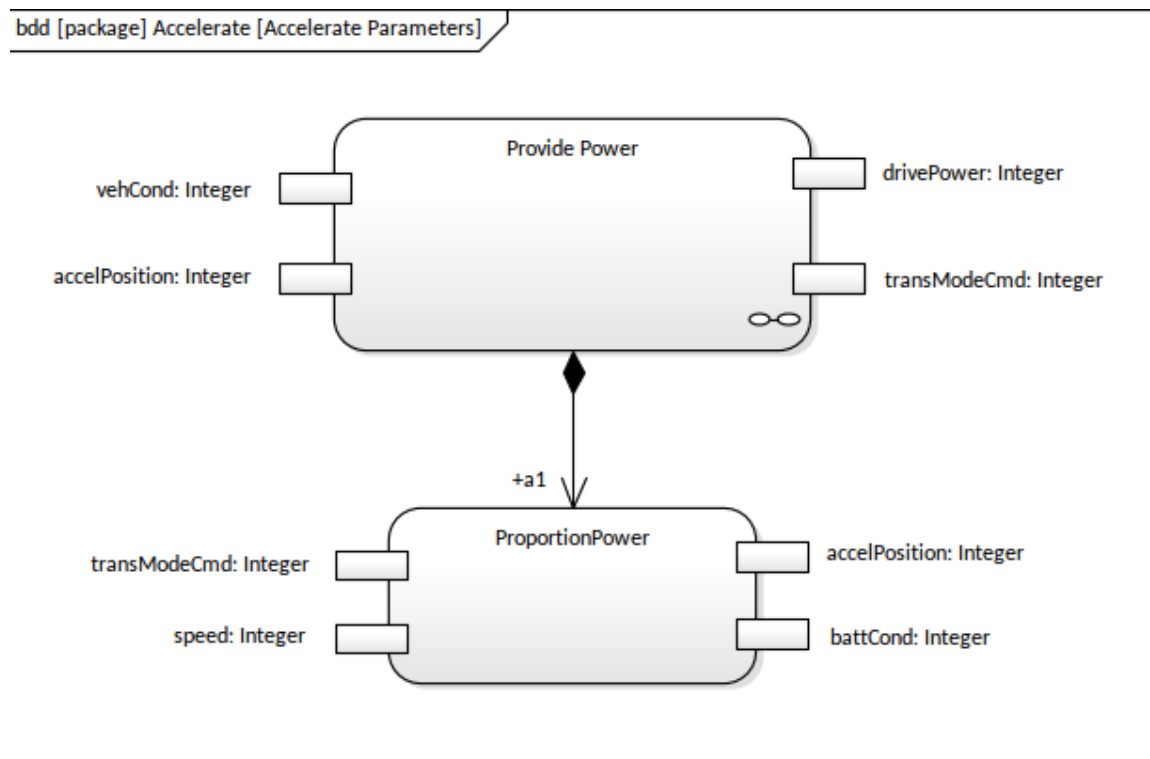 bdd [package] Accelerate [Accelerate Parameters]
Provide Power
vehCond: Integer
drivePower: Integer
accelPosition: Integer
transModeCmd: Integer
+a1
ProportionPower
transModeCmd: Integer
accelPosition: Integer
speed: Integer
battCond: Integer